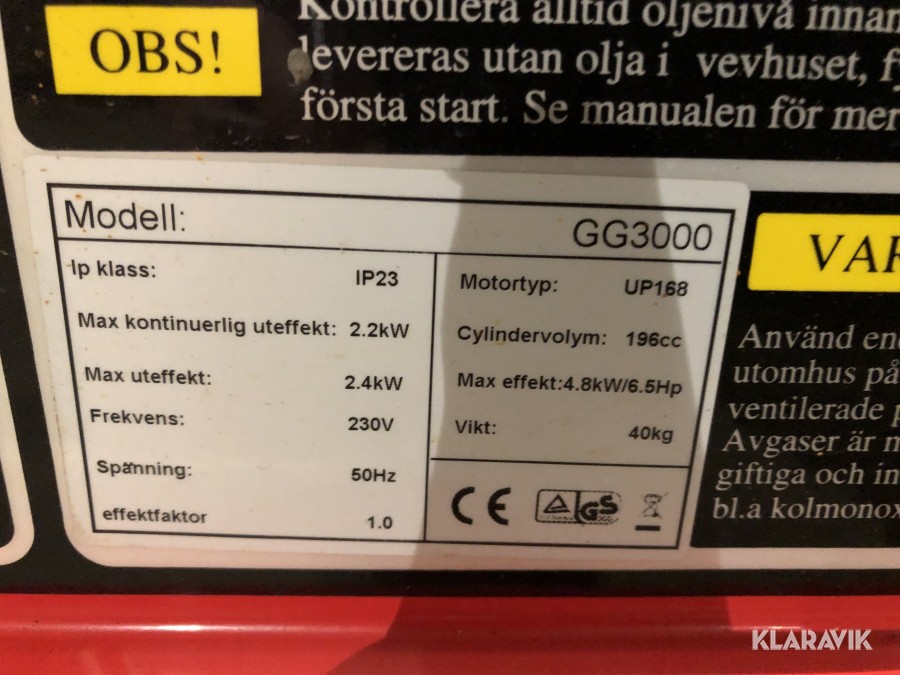 OBS!
Kontrollera alltid oljenivå innan
levereras utan olja i vevhuset,
första start. Se manualen för mer
Modell: GG3000
Ip klass: IP23
Max kontinuerlig uteffekt: 2.2kW
Max uteffekt: 2.4kW
Frekvens: 230V
Spänning: 50Hz
effektfaktor 1.0
Motortyp: UP168
Cylindervolym: 196cc
Max effekt:4.8kW/6.5Hp
Vikt: 40kg
CE GS
VAR
Använd en
utomhus på
ventilerade
Avgaser är
giftiga och in
bl.a kolmonox
KLARAVIK